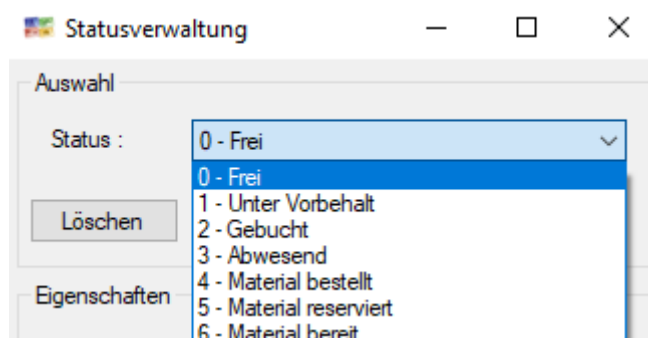 Statusverwaltung
Auswahl
Status : 0 - Frei
0 - Frei
1 - Unter Vorbehalt
Löschen
2 - Gebucht
3 - Abwesend
4 - Material bestellt
Eigenschaften
5 - Material reserviert
6 - Material bereit